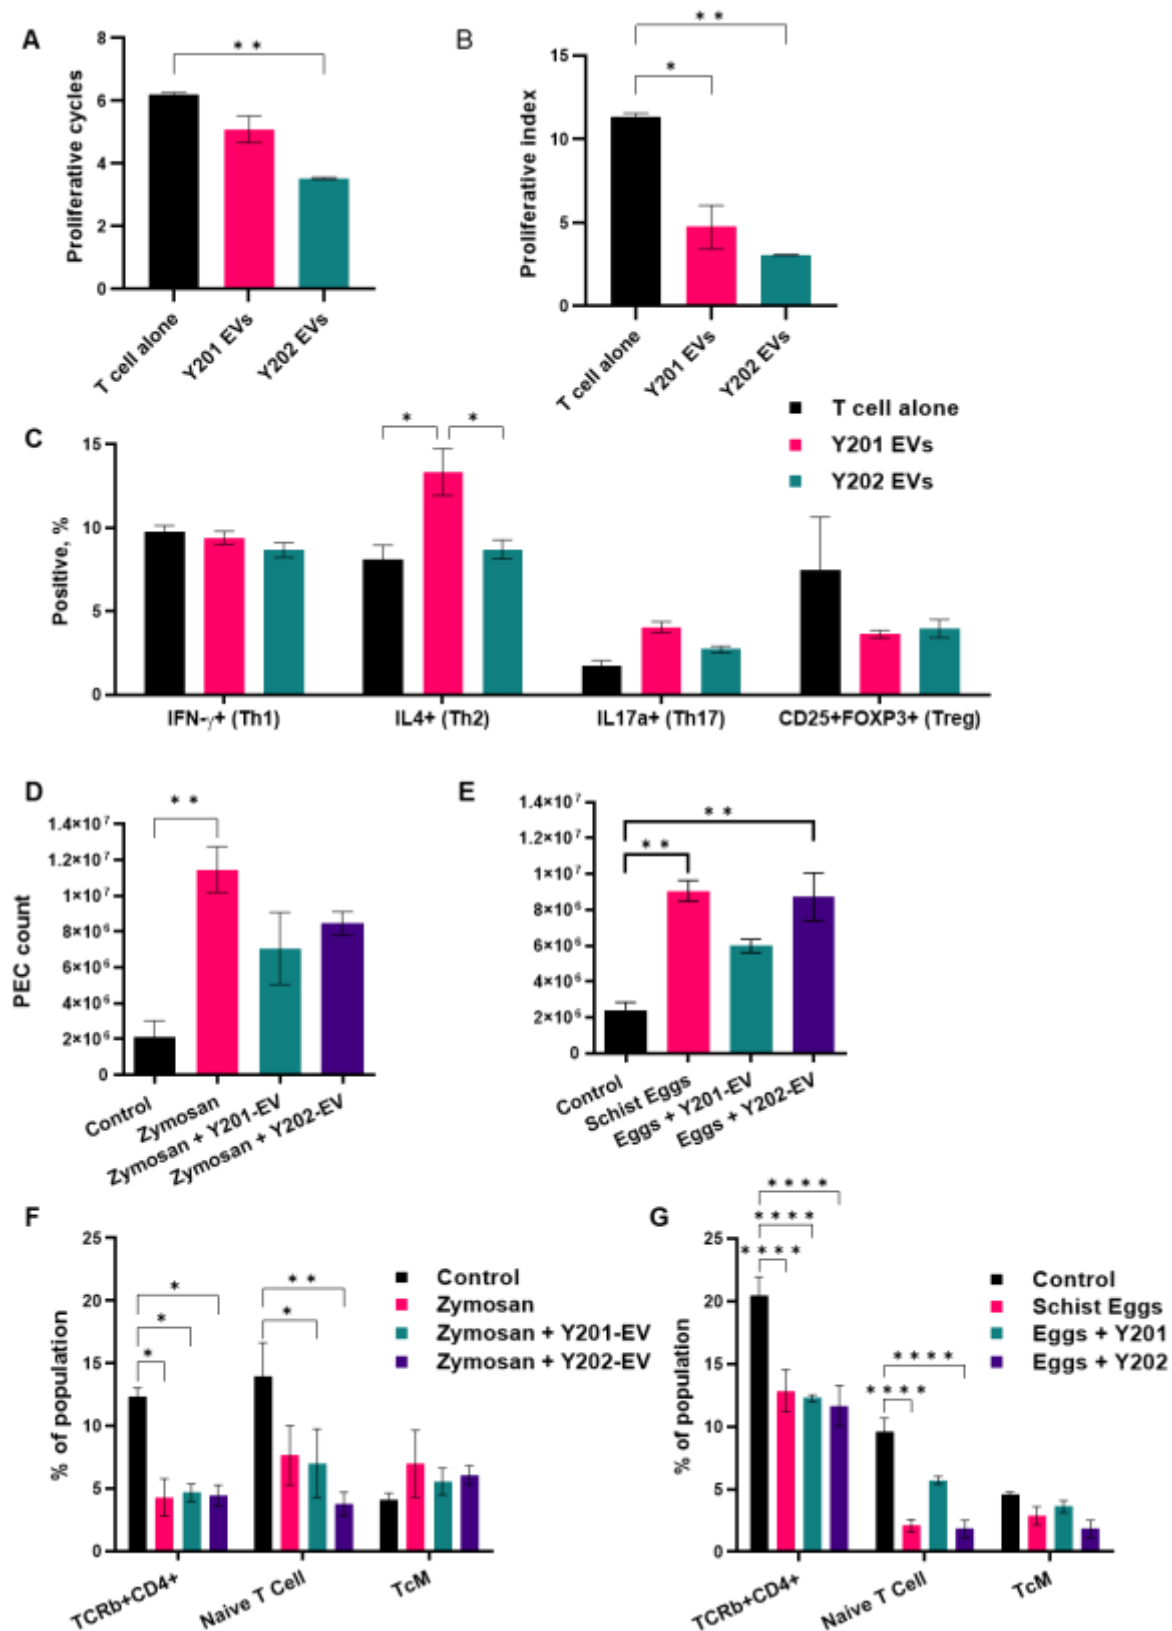 A
* *
Proliferative cycles
8
6
4
2
0
T cell alone
Y201 EVs
Y202 EVs
B
* *
*
Proliferative index
15
10
5
0
T cell alone
Y201 EVs
Y202 EVs
C
* *
Positive, %
15
10
5
0
T cell alone
Y201 EVs
Y202 EVs
IFN-γ+ (Th1)
IL4+ (Th2)
IL17a+ (Th17)
CD25+FOXP3+ (Treg)
D
* *
PEC count
1.4×10⁷
1.2×10⁷
1×10⁷
8×10⁶
6×10⁶
4×10⁶
2×10⁶
0
Control
Zymosan
Zymosan + Y201-EV
Zymosan + Y202-EV
E
* *
* *
1.4×10⁷
1.2×10⁷
1×10⁷
8×10⁶
6×10⁶
4×10⁶
2×10⁶
0
Control
Schist Eggs
Eggs + Y201-EV
Eggs + Y202-EV
F
% of population
25
20
15
10
5
0
*
*
*
* *
*
Control
Zymosan
Zymosan + Y201-EV
Zymosan + Y202-EV
TCRb+CD4+
Naive T Cell
TcM
G
% of population
25
20
15
10
5
0
* * * *
* * * *
* * * *
* * * *
* * * *
Control
Schist Eggs
Eggs + Y201
Eggs + Y202
TCRb+CD4+
Naive T Cell
TcM